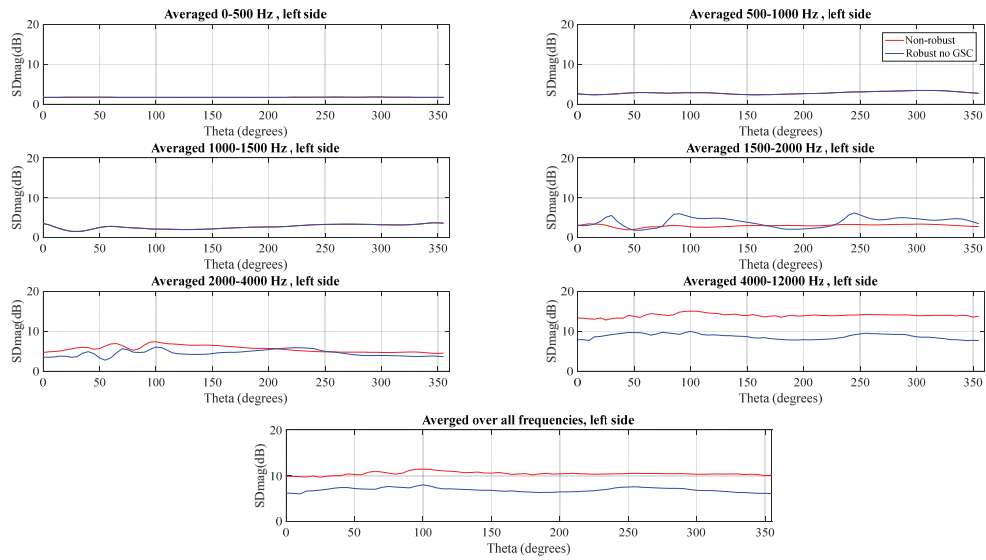 Averaged 0-500 Hz , left side
20
10
0
SDmag(dB)
0 50 100 150 200 250 300 350
Theta (degrees)
Averaged 500-1000 Hz , left side
Non-robust
Robust no GSC
20
10
0
SDmag(dB)
0 50 100 150 200 250 300 350
Theta (degrees)
Averaged 1000-1500 Hz , left side
20
10
0
SDmag(dB)
0 50 100 150 200 250 300 350
Theta (degrees)
Averaged 1500-2000 Hz , left side
20
10
0
SDmag(dB)
0 50 100 150 200 250 300 350
Theta (degrees)
Averaged 2000-4000 Hz, left side
20
10
0
SDmag(dB)
0 50 100 150 200 250 300 350
Theta (degrees)
Averaged 4000-12000 Hz, left side
20
10
0
SDmag(dB)
0 50 100 150 200 250 300 350
Theta (degrees)
Averged over all frequencies, left side
20
10
0
SDmag(dB)
0 50 100 150 200 250 300 350
Theta (degrees)